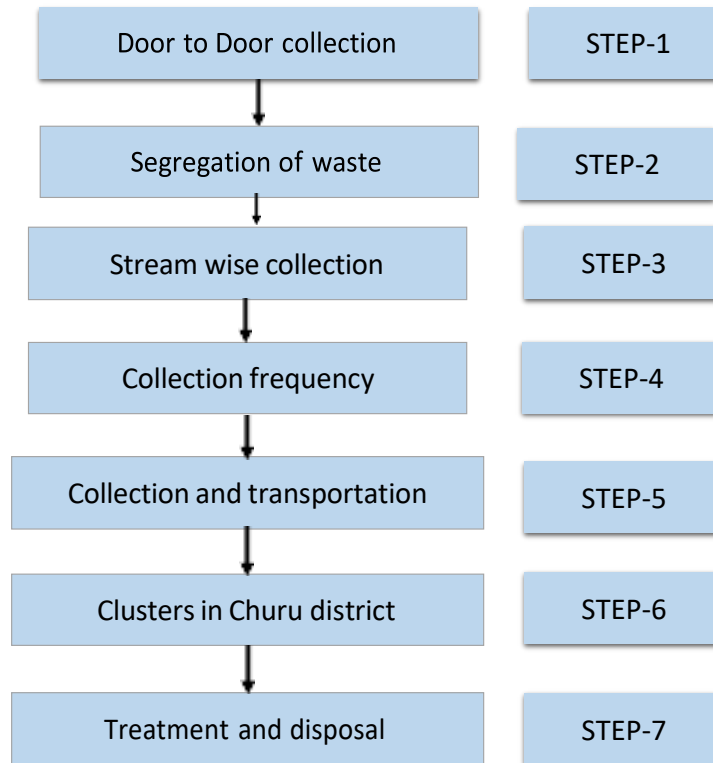 Door to Door collection
STEP-1
Segregation of waste
STEP-2
Stream wise collection
STEP-3
Collection frequency
STEP-4
Collection and transportation
STEP-5
Clusters in Churu district
STEP-6
Treatment and disposal
STEP-7